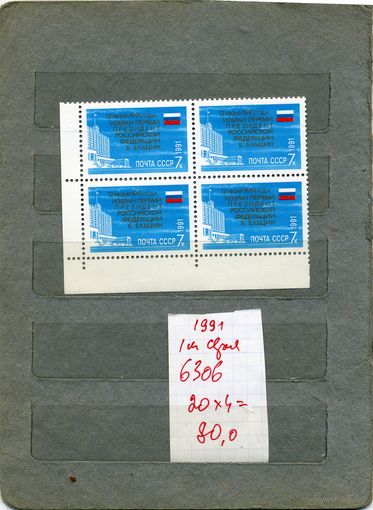 12 ИЮНЯ 1991 ГОДА
ИЗБРАН ПЕРВЫЙ
ПРЕЗИДЕНТ
РОССИЙСКОЙ
ФЕДЕРАЦИИ
Б. ЕЛЬЦИН
1991
ПОЧТА СССР 7к
12 ИЮНЯ 1991 ГОДА
ИЗБРАН ПЕРВЫЙ
ПРЕЗИДЕНТ
РОССИЙСКОЙ
ФЕДЕРАЦИИ
Б. ЕЛЬЦИН
1991
ПОЧТА СССР 7к
12 ИЮНЯ 1991 ГОДА
ИЗБРАН ПЕРВЫЙ
ПРЕЗИДЕНТ
РОССИЙСКОЙ
ФЕДЕРАЦИИ
Б. ЕЛЬЦИН
1991
ПОЧТА СССР 7к
12 ИЮНЯ 1991 ГОДА
ИЗБРАН ПЕРВЫЙ
ПРЕЗИДЕНТ
РОССИЙСКОЙ
ФЕДЕРАЦИИ
Б. ЕЛЬЦИН
1991
ПОЧТА СССР 7к
1991
6306
20×4=
80,0